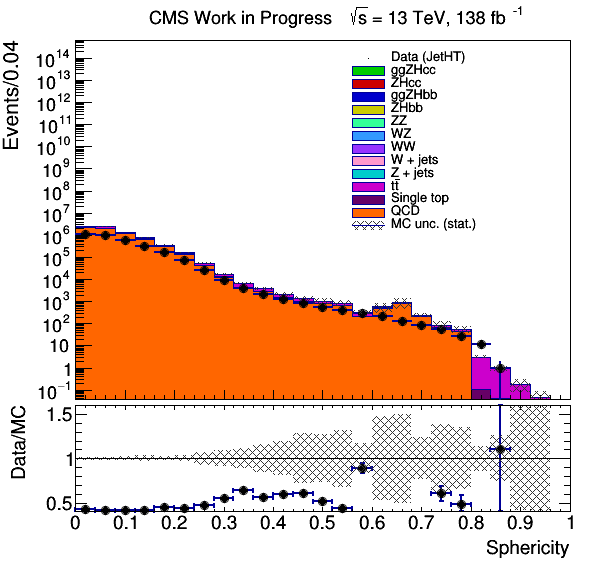 CMS Work in Progress √s = 13 TeV, 138 fb⁻¹
Events/0.04
10¹⁴
10¹³
10¹²
10¹¹
10¹⁰
10⁹
10⁸
10⁷
10⁶
10⁵
10⁴
10³
10²
10
1
10⁻¹
Data (JetHT)
ggZHcc
ZHcc
ggZHbb
ZHbb
ZZ
WZ
WW
W + jets
Z + jets
tt̄
Single top
QCD
MC unc. (stat.)
Data/MC
1.5
1
0.5
0 0.1 0.2 0.3 0.4 0.5 0.6 0.7 0.8 0.9 1
Sphericity